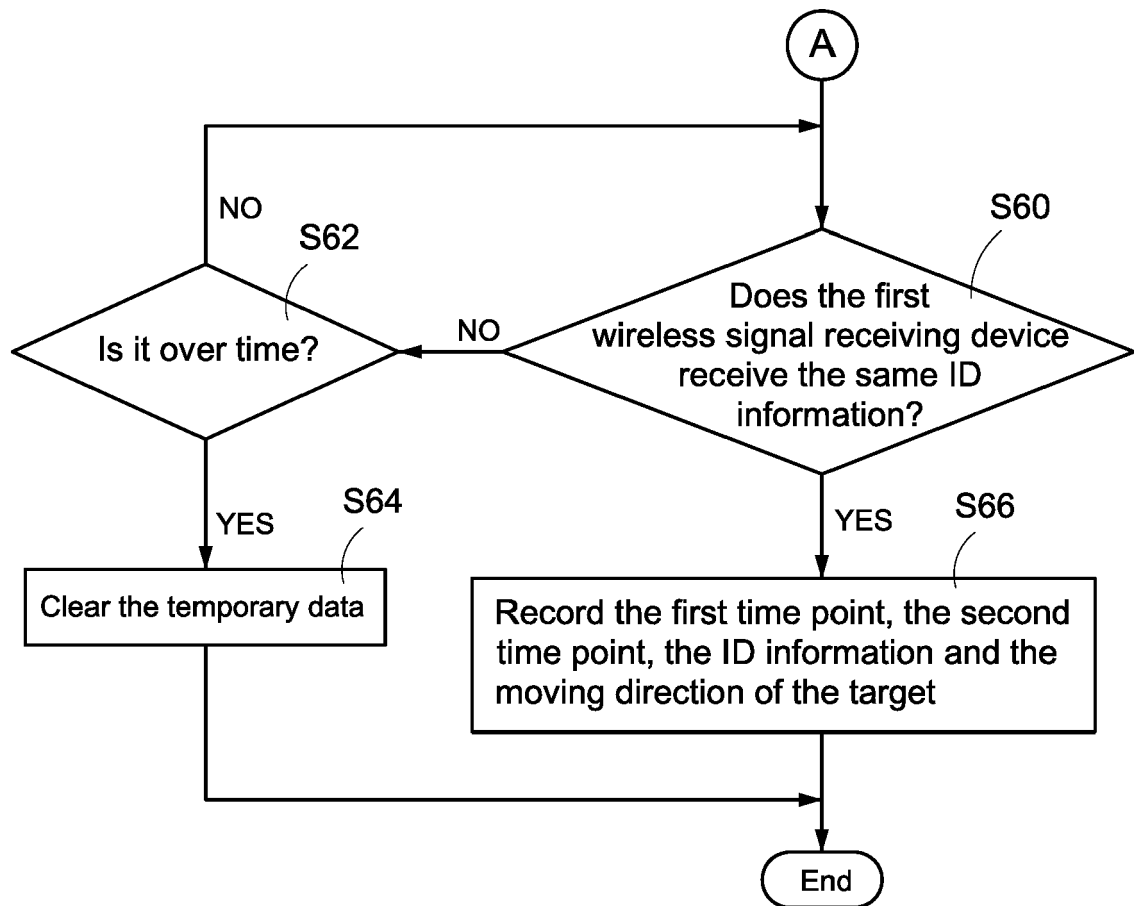 A
NO
S62
S60
Is it over time?
NO
Does the first
wireless signal receiving device
receive the same ID
information?
YES
S64
YES
S66
Clear the temporary data
Record the first time point, the second
time point, the ID information and the
moving direction of the target
End